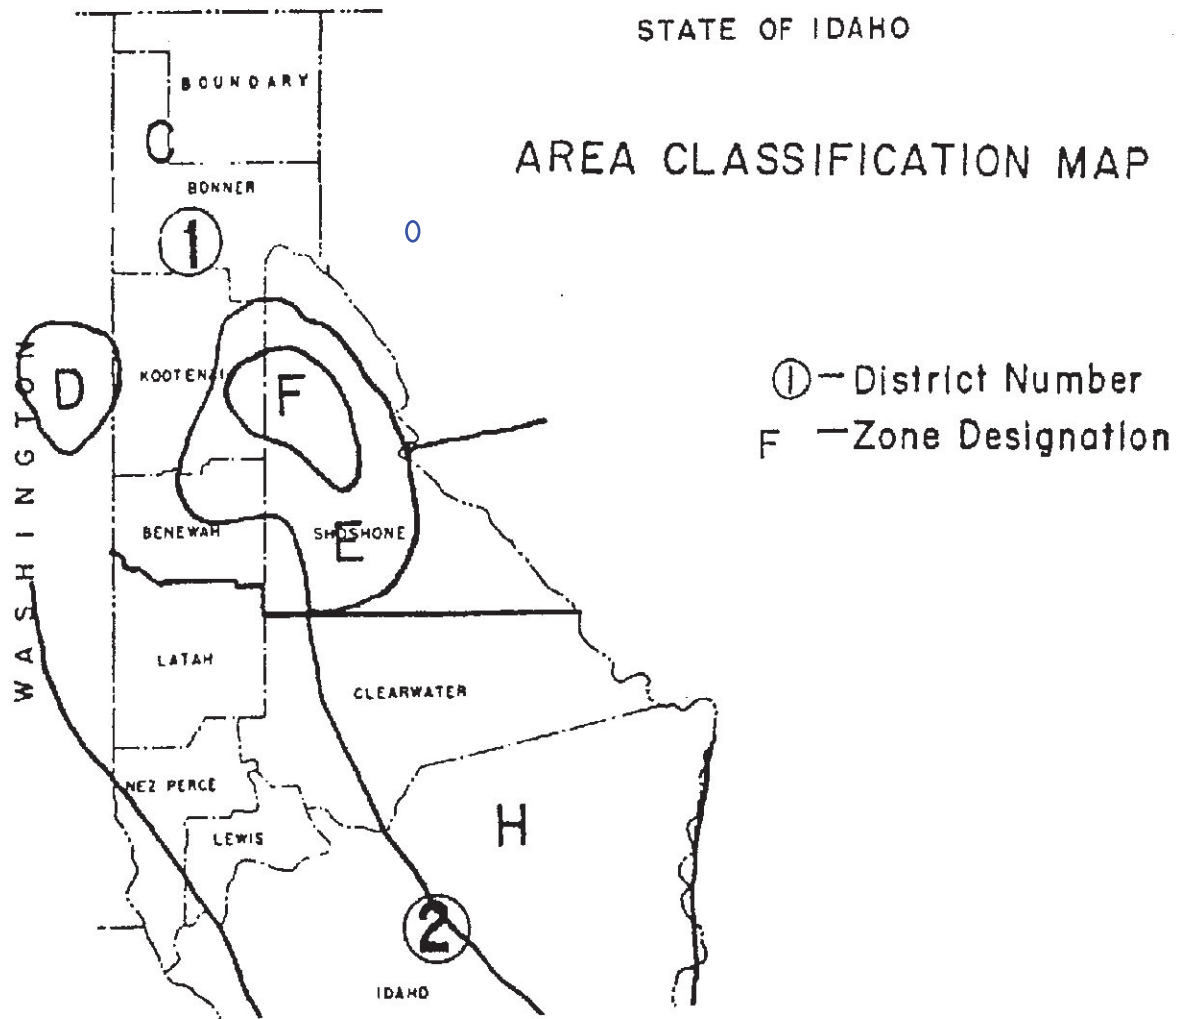 STATE OF IDAHO
AREA CLASSIFICATION MAP
BOUNDARY
C
BONNER
1
O
WASHINGTON
D
KOOTENAI
F
1 — District Number
F — Zone Designation
BENEWAH
SHOSHONE
E
LATAH
CLEARWATER
NEZ PERCE
LEWIS
H
2
IDAHO